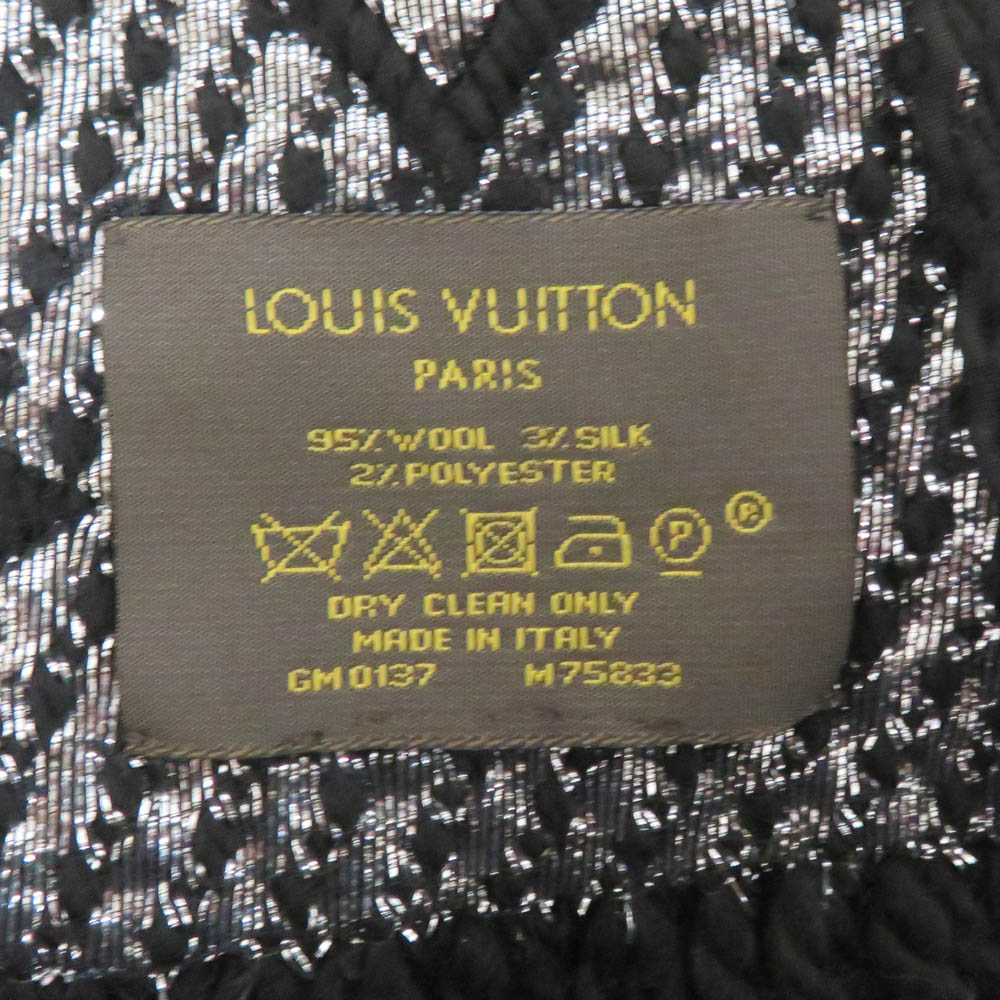 LOUIS VUITTON
PARIS
95% WOOL 3% SILK
2% POLYESTER
P P
DRY CLEAN ONLY
MADE IN ITALY
GM0137 M75833